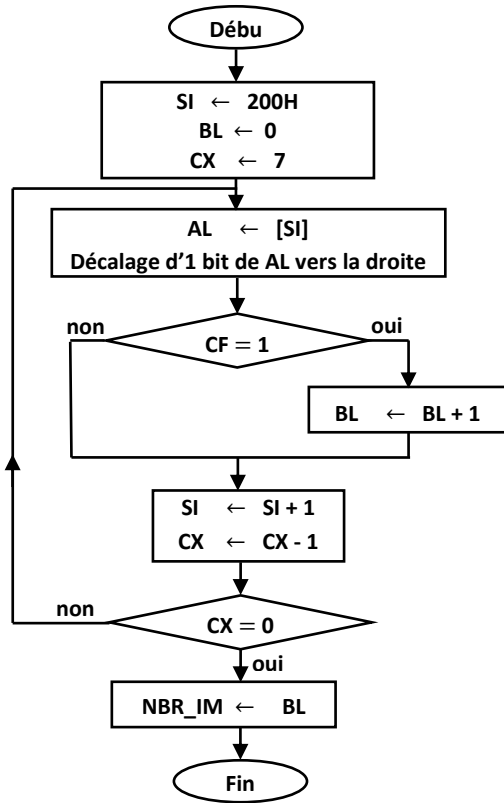 Débu
SI ← 200H
BL ← 0
CX ← 7
AL ← [SI]
Décalage d'1 bit de AL vers la droite
non
CF = 1
oui
BL ← BL + 1
SI ← SI + 1
CX ← CX - 1
non
CX = 0
oui
NBR_IM ← BL
Fin